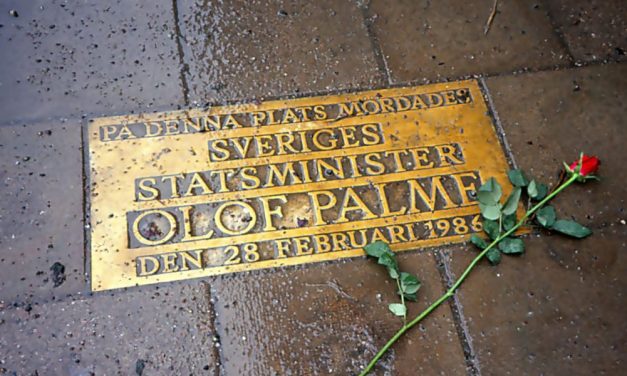 PÅ DENNA PLATS MÖRDADES
SVERIGES
STATSMINISTER
OLOF PALME
DEN 28 FEBRUARI 1986